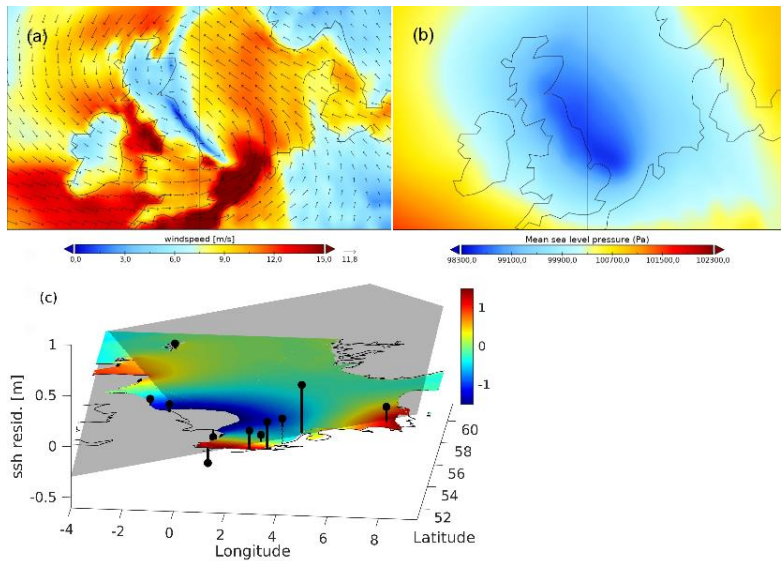 (a)
(b)
windspeed [m/s]
0,0 3,0 6,0 9,0 12,0 15,0 11,8
Mean sea level pressure (Pa)
98300,0 99100,0 99900,0 100700,0 101500,0 102300,0
(c)
ssh resid. [m]
1
0.5
0
-0.5
1
0
-1
60
58
56
54
52
-4 -2 0 2 4 6 8
Longitude
Latitude